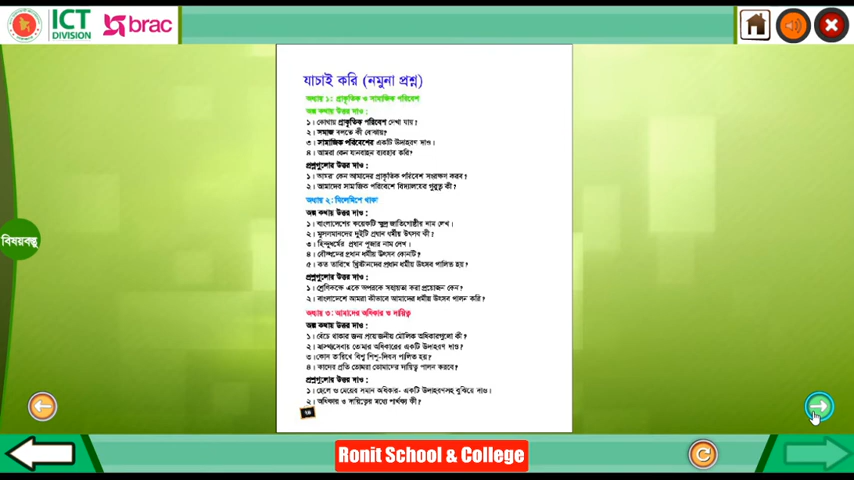 ICT
DIVISION
brac
যাচাই করি (নমুনা প্রশ্ন)
অধ্যায় ১: প্রাকৃতিক ও সামাজিক পরিবেশ
অল্প কথায় উত্তর দাও :
১। কোথায় প্রাকৃতিক পরিবেশ দেখা যায়?
২। সমাজ বলতে কী বোঝায়?
৩। সামাজিক পরিবেশের একটি উদাহরণ দাও।
৪। আমরা কেন যানবাহন ব্যবহার করি?
প্রশ্নগুলোর উত্তর দাও :
১। আমরা কেন আমাদের প্রাকৃতিক পরিবেশ সংরক্ষণ করব?
২। আমাদের সামাজিক পরিবেশে বিদ্যালয়ের গুরুত্ব কী?
অধ্যায় ২: মিলেমিশে থাকা
অল্প কথায় উত্তর দাও :
১। বাংলাদেশের কয়েকটি ক্ষুদ্র জাতিগোষ্ঠীর নাম লেখ।
২। মুসলমানদের দুইটি প্রধান ধর্মীয় উৎসব কী?
৩। হিন্দুধর্মের প্রধান পূজার নাম লেখ।
৪। বৌদ্ধদের প্রধান ধর্মীয় উৎসব কোনটি?
৫। কত তারিখে খ্রিস্টানদের প্রধান ধর্মীয় উৎসব পালিত হয়?
প্রশ্নগুলোর উত্তর দাও :
১। শ্রেণিকক্ষে একে অপরকে সহায়তা করা প্রয়োজন কেন?
২। বাংলাদেশে আমরা কীভাবে আমাদের ধর্মীয় উৎসব পালন করি?
অধ্যায় ৩: আমাদের অধিকার ও দায়িত্ব
অল্প কথায় উত্তর দাও :
১। বেঁচে থাকার জন্য প্রয়োজনীয় মৌলিক অধিকারগুলো কী?
২। স্বাস্থ্যসেবায় তোমার অধিকারের একটি উদাহরণ দাও?
৩। কোন তারিখে বিশ্ব শিশু-দিবস পালিত হয়?
৪। কাদের প্রতি তোমরা তোমাদের দায়িত্ব পালন করবে?
প্রশ্নগুলোর উত্তর দাও :
১। ছেলে ও মেয়ের সমান অধিকার- একটি উদাহরণসহ বুঝিয়ে দাও।
২। অধিকার ও দায়িত্বের মধ্যে পার্থক্য কী?
বিষয়বস্তু
Ronit School & College